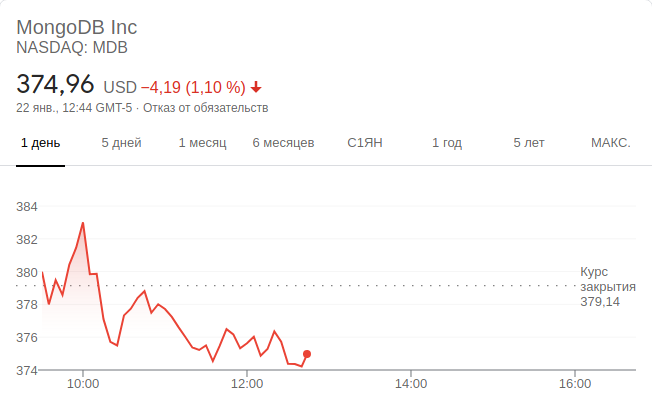 MongoDB Inc
NASDAQ: MDB
374,96 USD −4,19 (1,10 %)
22 янв., 12:44 GMT-5 · Отказ от обязательств
1 день 5 дней 1 месяц 6 месяцев С1ЯН 1 год 5 лет МАКС.
384
382
380
378
376
374
Курс
закрытия
379,14
10:00 12:00 14:00 16:00